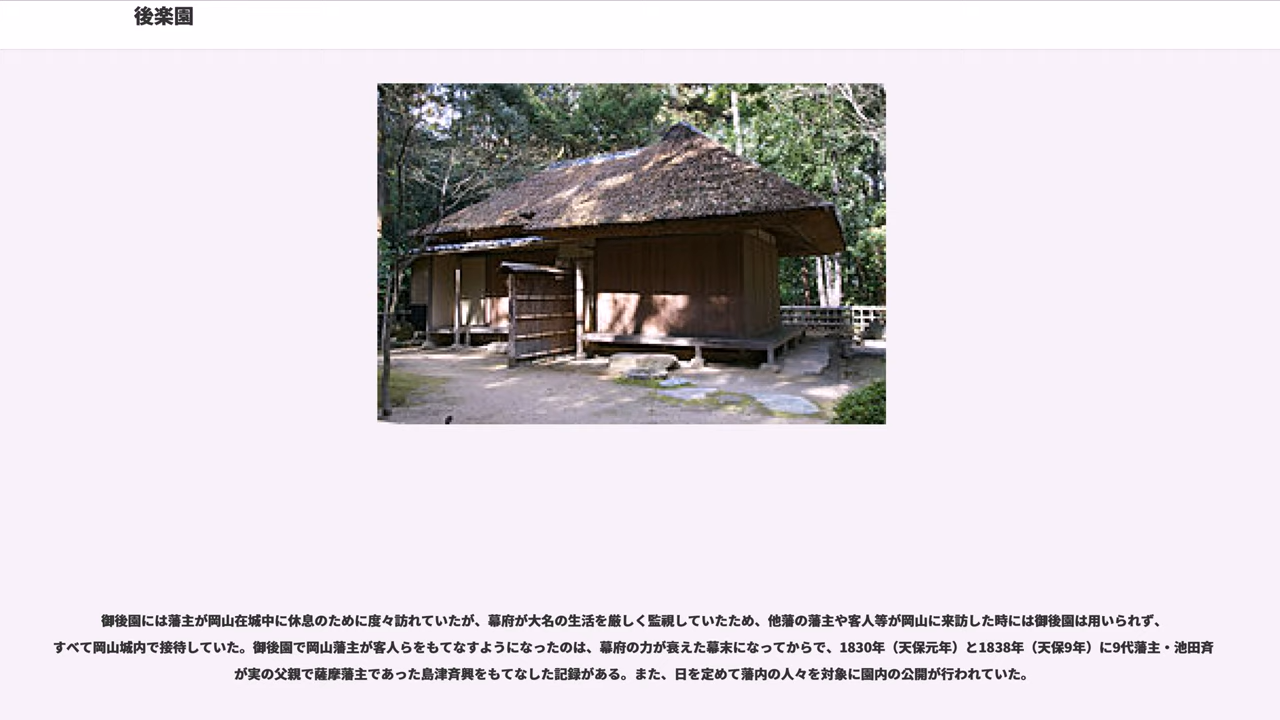 後楽園
御後園には藩主が岡山在城中に休息のために度々訪れていたが、幕府が大名の生活を厳しく監視していたため、他藩の藩主や客人等が岡山に来訪した時には御後園は用いられず、
すべて岡山城内で接待していた。御後園で岡山藩主が客人らをもてなすようになったのは、幕府の力が衰えた幕末になってからで、1830年（天保元年）と1838年（天保9年）に9代藩主・池田斉
が実の父親で薩摩藩主であった島津斉興をもてなした記録がある。また、日を定めて藩内の人々を対象に園内の公開が行われていた。